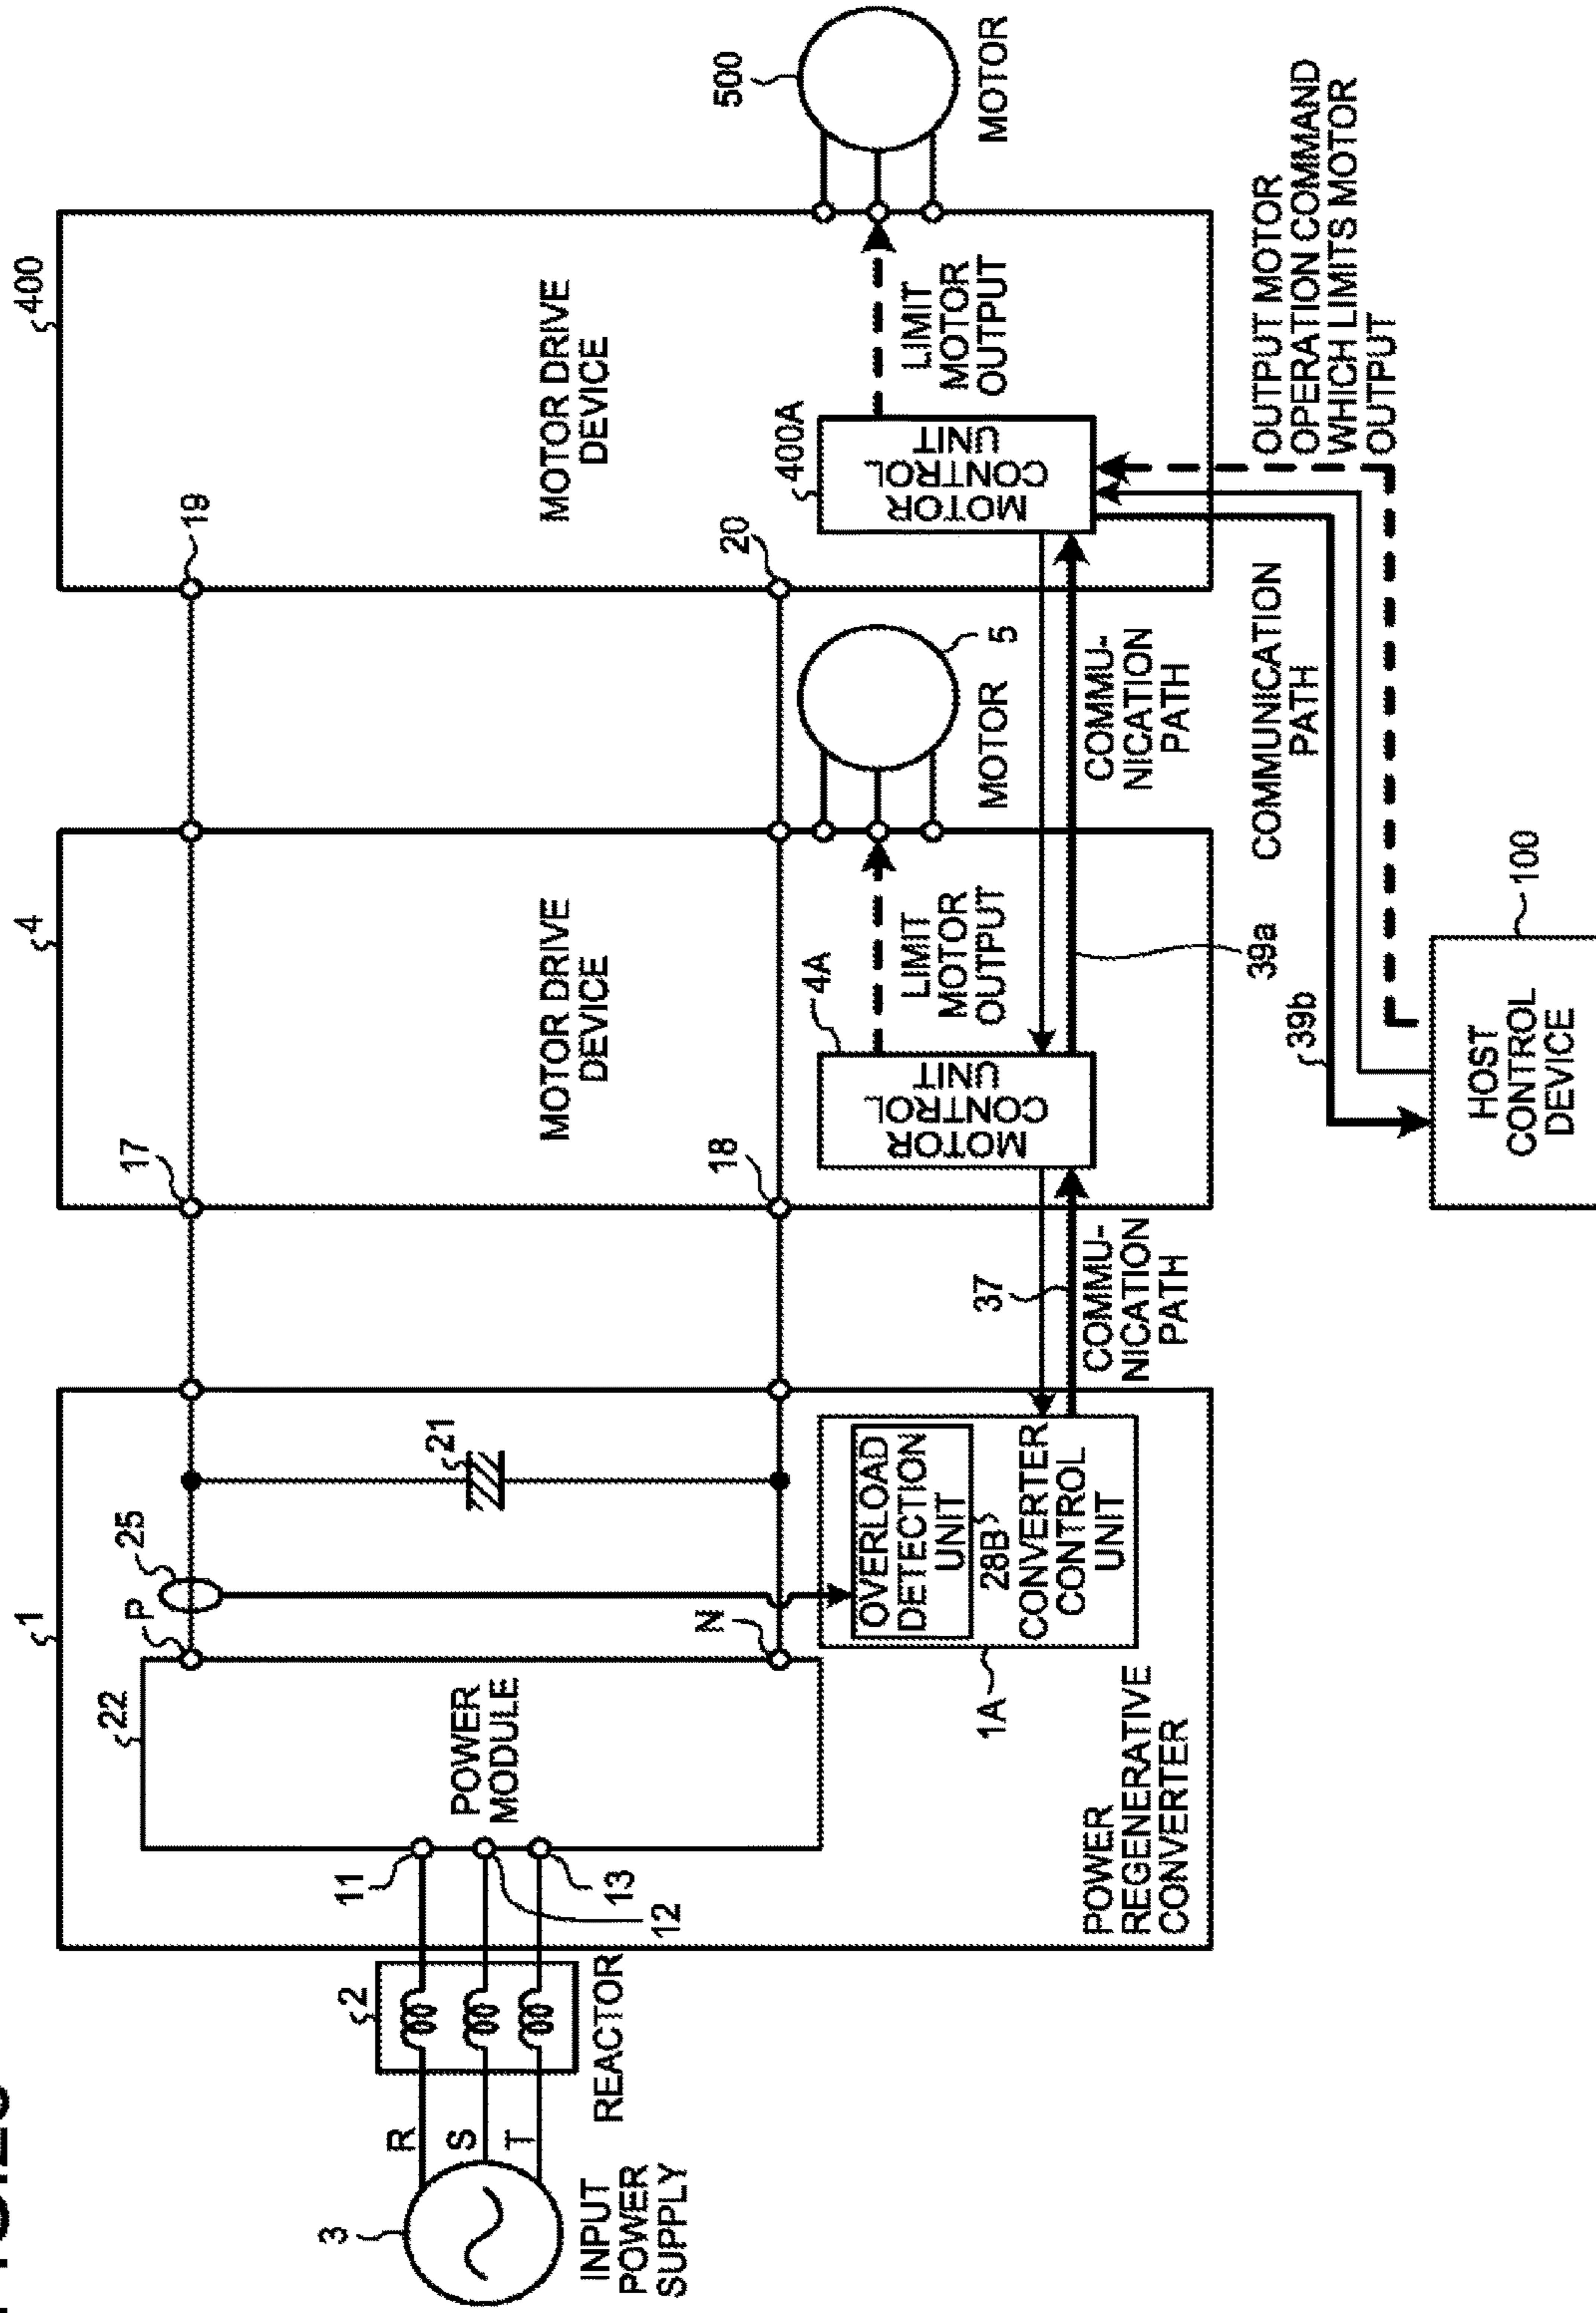 3
INPUT
POWER
SUPPLY
R
S
T
2
REACTOR
1
POWER
REGENERATIVE
CONVERTER
11
12
13
22
POWER
MODULE
P
N
25
21
OVERLOAD
DETECTION
UNIT
28B
CONVERTER
CONTROL
UNIT
1A
37
COMMU-
NICATION
PATH
17
18
4
MOTOR DRIVE
DEVICE
4A
MOTOR
CONTROL
UNIT
LIMIT
MOTOR
OUTPUT
5
MOTOR
39a
COMMU-
NICATION
PATH
19
20
400
MOTOR DRIVE
DEVICE
400A
MOTOR
CONTROL
UNIT
LIMIT
MOTOR
OUTPUT
500
MOTOR
39b
COMMUNICATION
PATH
OUTPUT MOTOR
OPERATION COMMAND
WHICH LIMITS MOTOR
OUTPUT
100
HOST
CONTROL
DEVICE